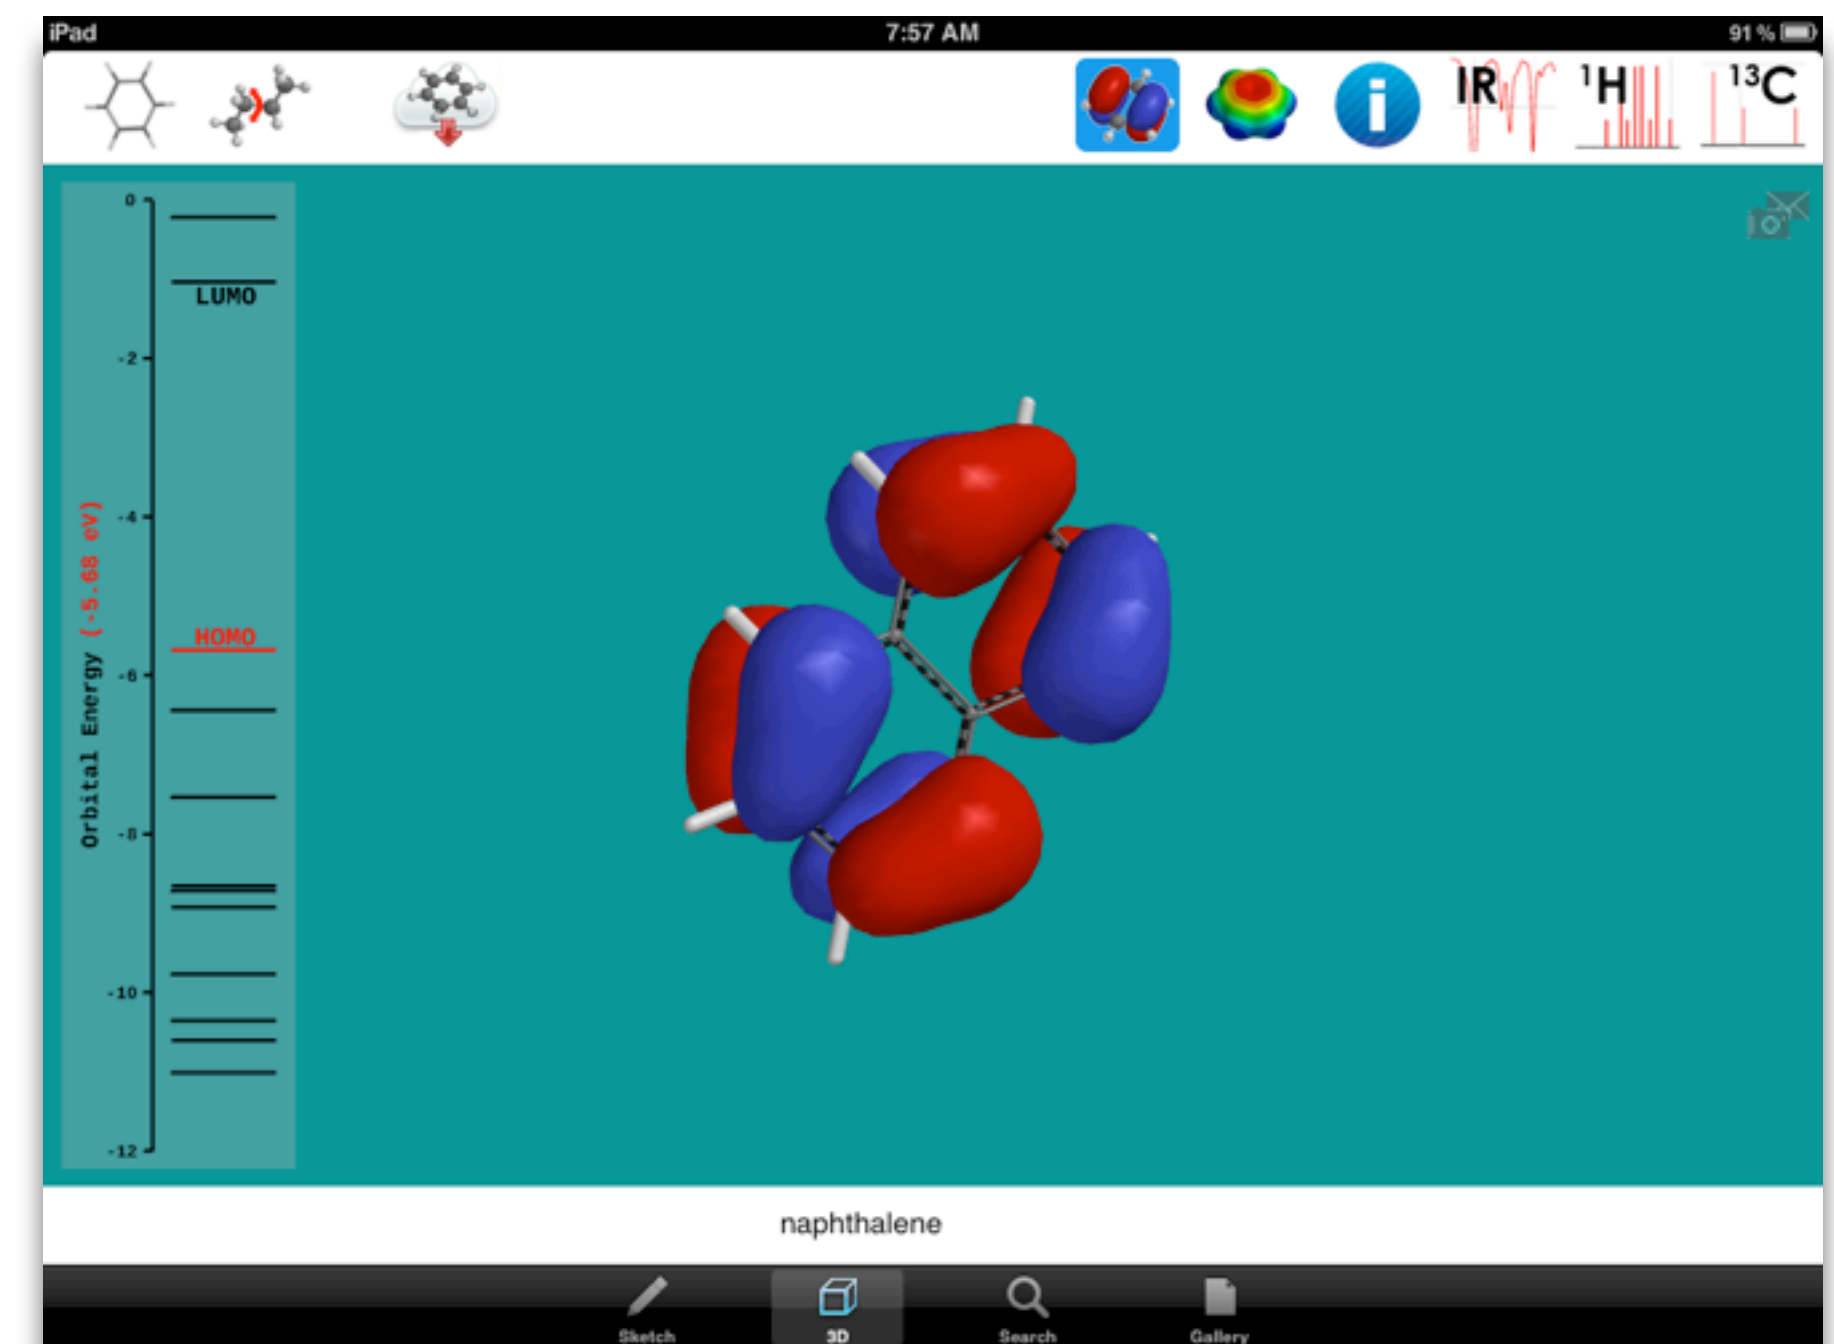 iPad 7:57 AM 91 %
IR ¹H ¹³C
0
LUMO
-2
-4
Orbital Energy (-5.68 eV)
HOMO
-6
-8
-10
-12
naphthalene
Sketch 3D Search Gallery